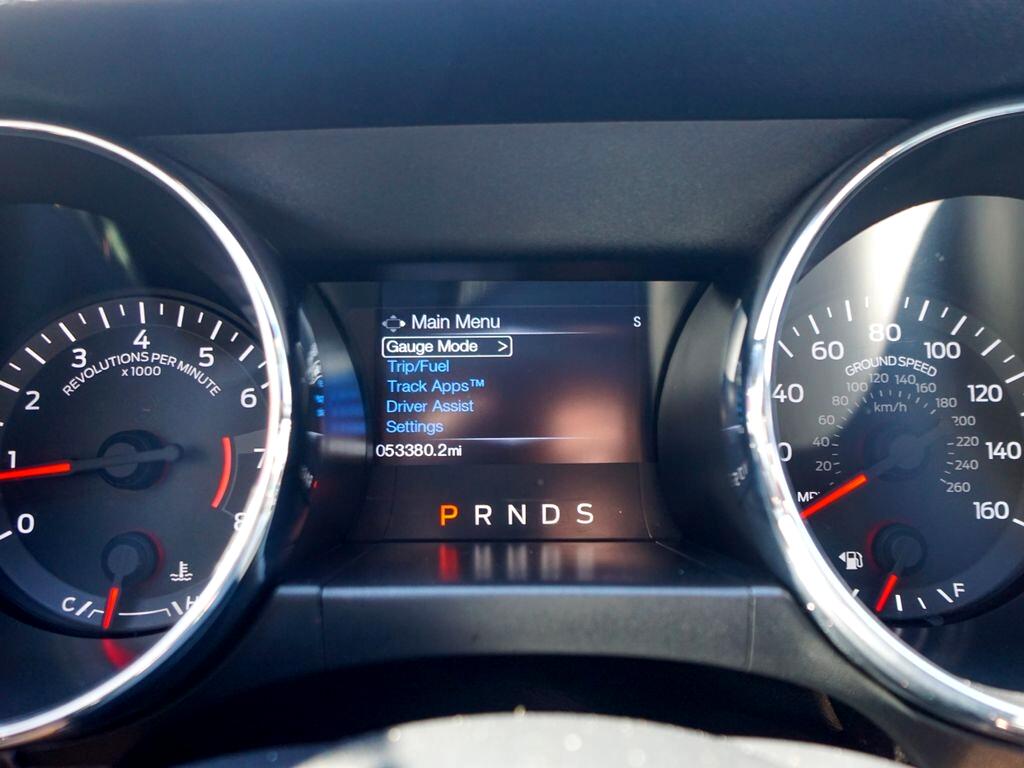 Main Menu
S
Gauge Mode >
Trip/Fuel
Track Apps™
Driver Assist
Settings
053380.2mi
P R N D S
0
1
2
3
4
5
6
7
8
REVOLUTIONS PER MINUTE
x1000
C
H
40
60
80
100
120
140
160
GROUND SPEED
km/h
20
40
60
80
100
120
140
160
180
200
220
240
260
F